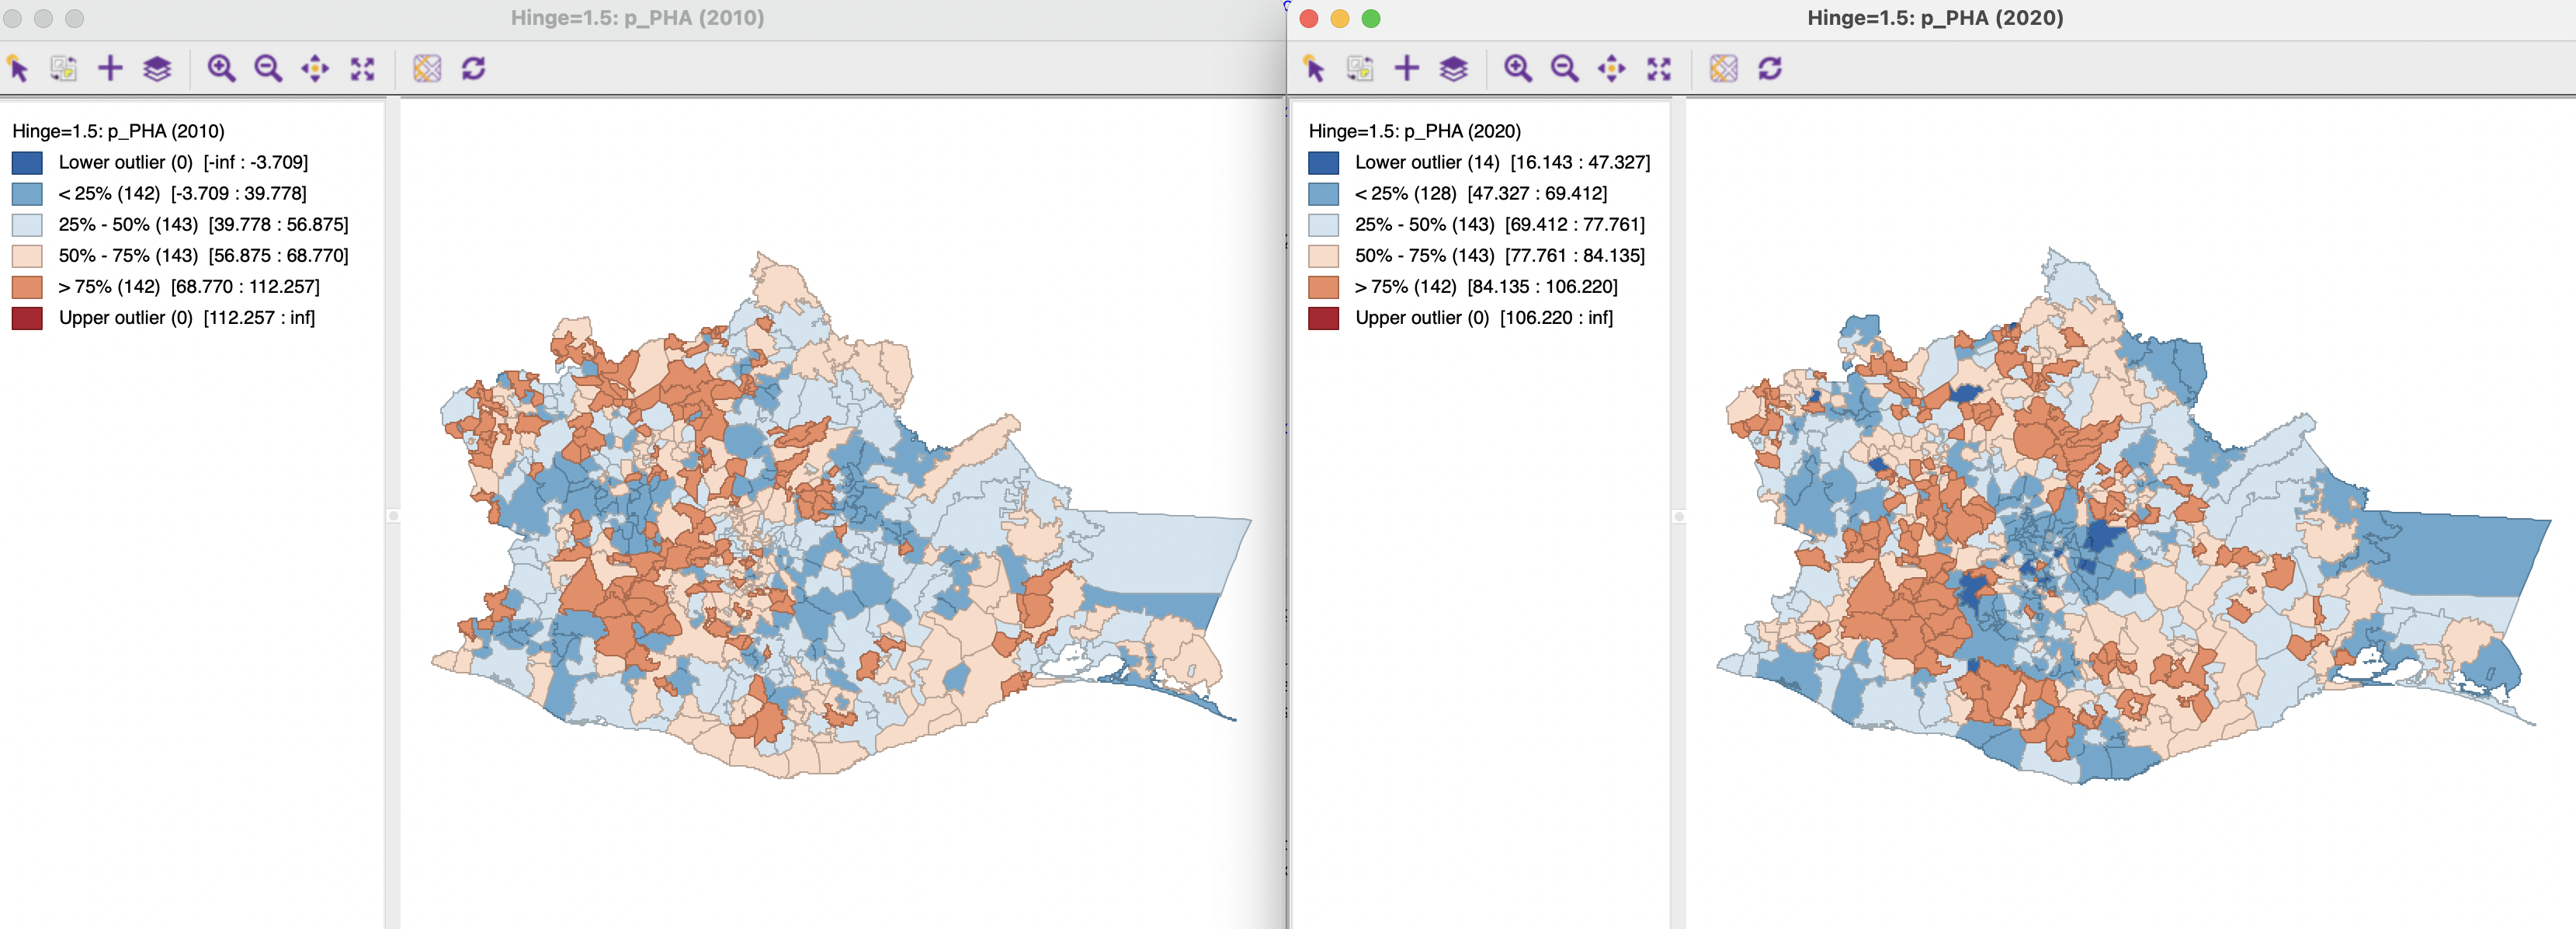 Hinge=1.5: p_PHA (2010)
Hinge=1.5: p_PHA (2010)
Lower outlier (0) [-inf : -3.709]
< 25% (142) [-3.709 : 39.778]
25% - 50% (143) [39.778 : 56.875]
50% - 75% (143) [56.875 : 68.770]
> 75% (142) [68.770 : 112.257]
Upper outlier (0) [112.257 : inf]
Hinge=1.5: p_PHA (2020)
Hinge=1.5: p_PHA (2020)
Lower outlier (14) [16.143 : 47.327]
< 25% (128) [47.327 : 69.412]
25% - 50% (143) [69.412 : 77.761]
50% - 75% (143) [77.761 : 84.135]
> 75% (142) [84.135 : 106.220]
Upper outlier (0) [106.220 : inf]